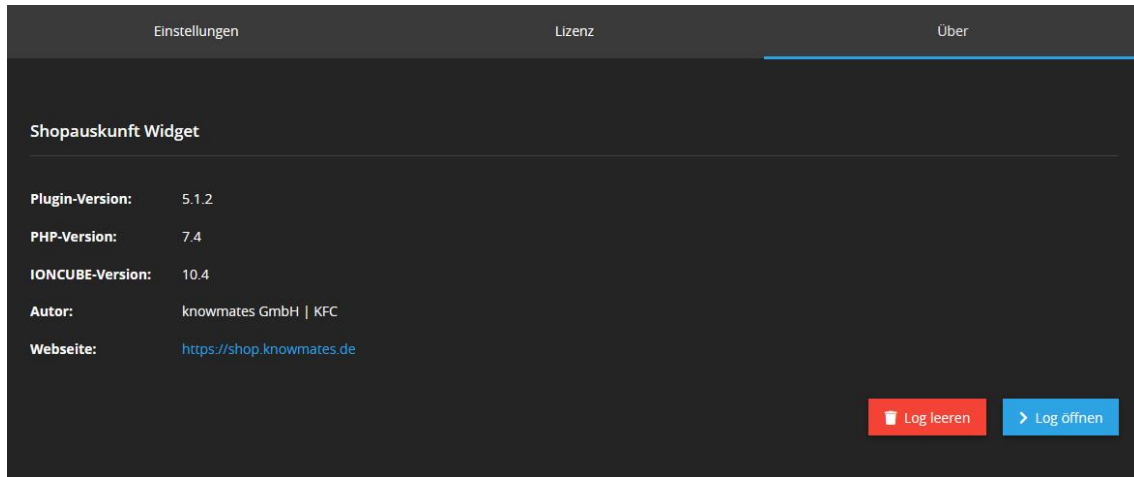 Einstellungen Lizenz Über
Shopauskunft Widget
Plugin-Version: 5.1.2
PHP-Version: 7.4
IONCUBE-Version: 10.4
Autor: knowmates GmbH | KFC
Webseite: https://shop.knowmates.de
Log leeren Log öffnen